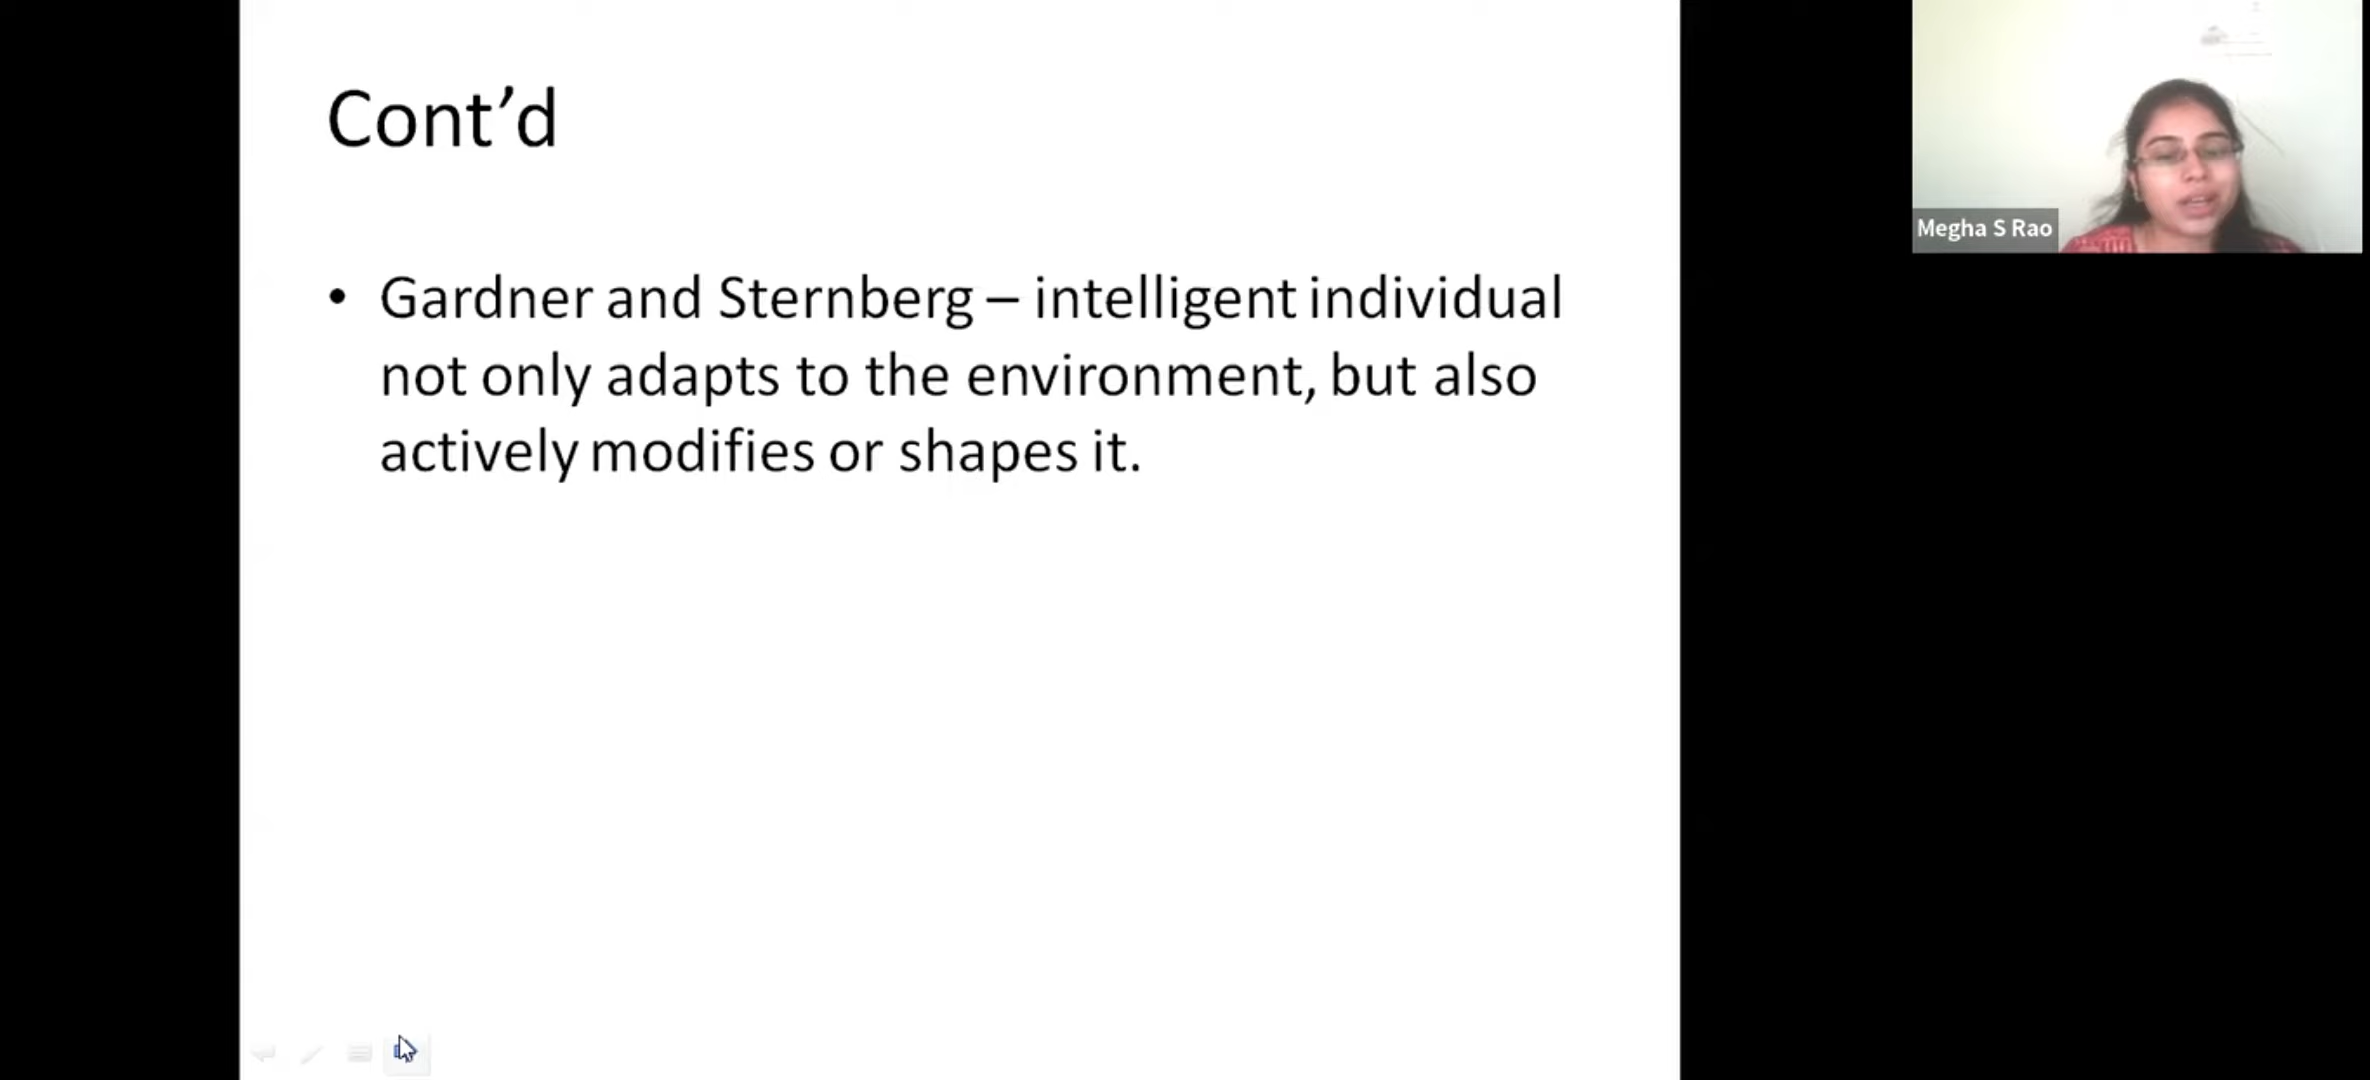 Cont’d
• Gardner and Sternberg – intelligent individual
not only adapts to the environment, but also
actively modifies or shapes it.
Megha S Rao